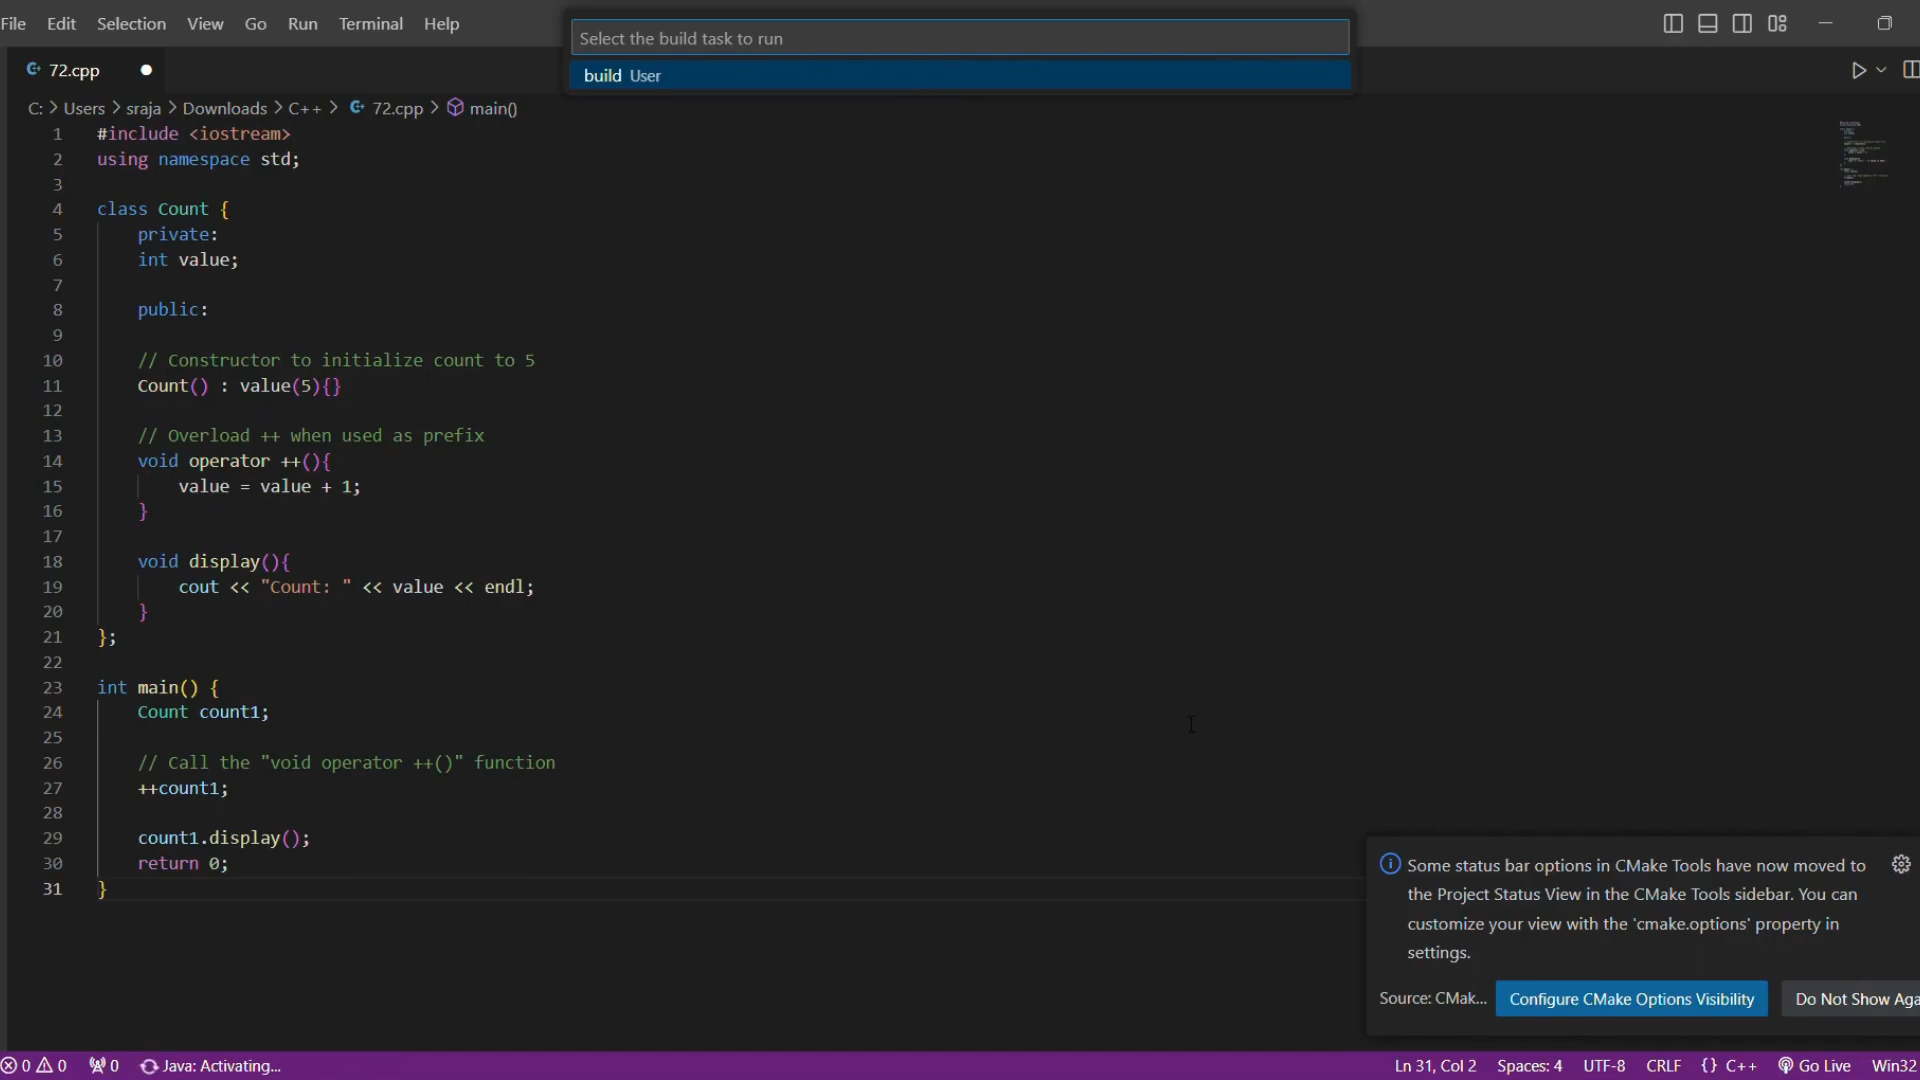 File Edit Selection View Go Run Terminal Help
Select the build task to run
build User
72.cpp
C: > Users > sraja > Downloads > C++ > 72.cpp > main()
1 #include <iostream>
2 using namespace std;
3
4 class Count {
5 private:
6 int value;
7
8 public:
9
10 // Constructor to initialize count to 5
11 Count() : value(5){}
12
13 // Overload ++ when used as prefix
14 void operator ++(){
15 value = value + 1;
16 }
17
18 void display(){
19 cout << "Count: " << value << endl;
20 }
21 };
22
23 int main() {
24 Count count1;
25
26 // Call the "void operator ++()" function
27 ++count1;
28
29 count1.display();
30 return 0;
31 }
Some status bar options in CMake Tools have now moved to
the Project Status View in the CMake Tools sidebar. You can
customize your view with the 'cmake.options' property in
settings.
Source: CMak... Configure CMake Options Visibility Do Not Show Aga
0 0 0 Java: Activating... Ln 31, Col 2 Spaces: 4 UTF-8 CRLF {} C++ Go Live Win32